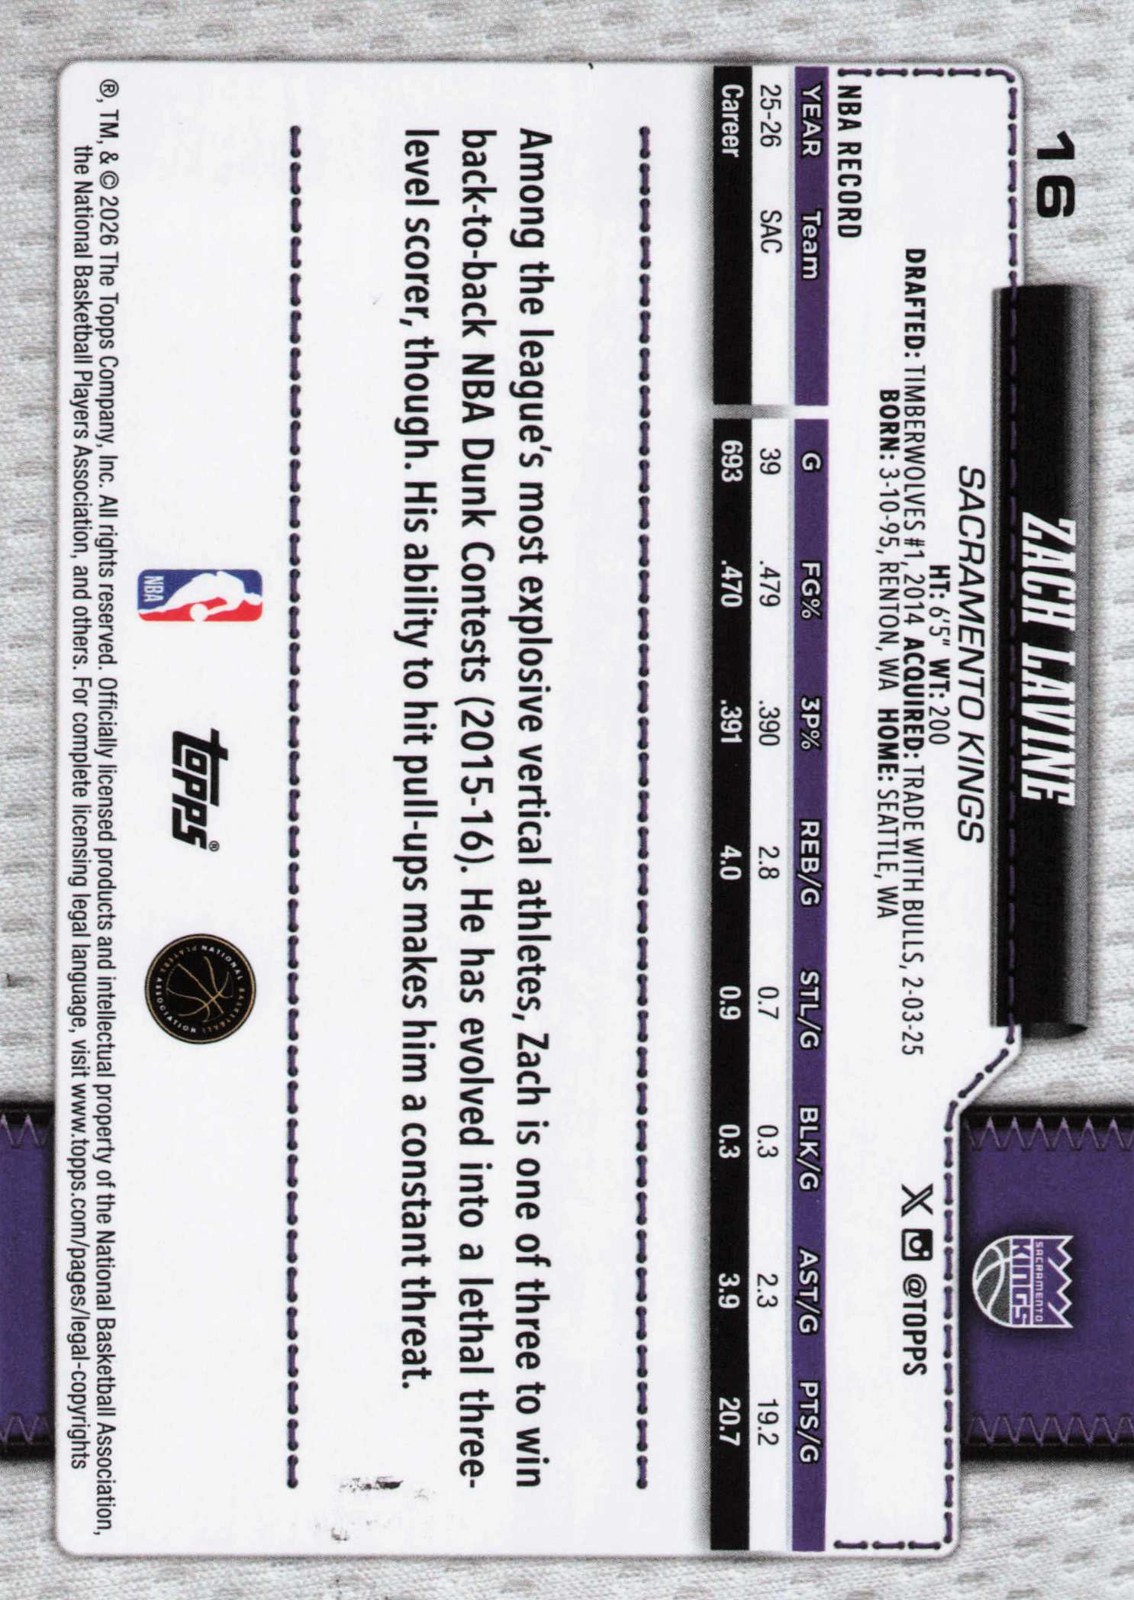 16
ZACH LAVINE
SACRAMENTO KINGS
SACRAMENTO
KINGS
HT: 6'5" WT: 200
DRAFTED: TIMBERWOLVES #1, 2014 ACQUIRED: TRADE WITH BULLS, 2-03-25
BORN: 3-10-95, RENTON, WA HOME: SEATTLE, WA
@TOPPS
NBA RECORD
YEAR Team G FG% 3P% REB/G STL/G BLK/G AST/G PTS/G
25-26 SAC 39 .479 .390 2.8 0.7 0.3 2.3 19.2
Career 693 .470 .391 4.0 0.9 0.3 3.9 20.7
Among the league's most explosive vertical athletes, Zach is one of three to win
back-to-back NBA Dunk Contests (2015-16). He has evolved into a lethal three-
level scorer, though. His ability to hit pull-ups makes him a constant threat.
NBA
topps®
NATIONAL BASKETBALL PLAYERS ASSOCIATION
®, TM, & © 2026 The Topps Company, Inc. All rights reserved. Officially licensed products and intellectual property of the National Basketball Association,
the National Basketball Players Association, and others. For complete licensing legal language, visit www.topps.com/pages/legal-copyrights